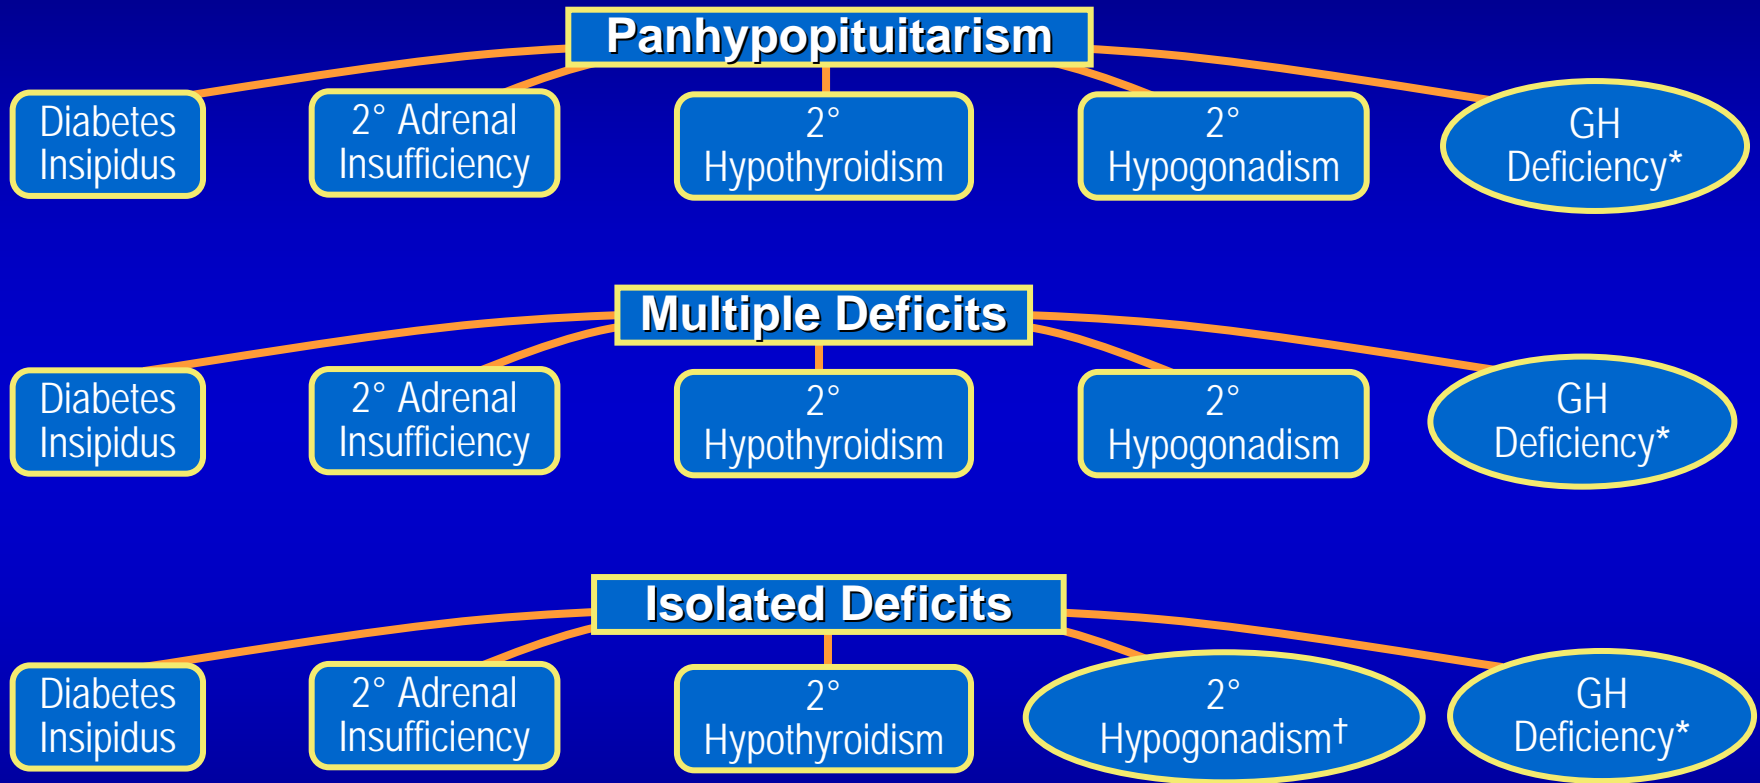 Panhypopituitarism
Diabetes
Insipidus
2° Adrenal
Insufficiency
2°
Hypothyroidism
2°
Hypogonadism
GH
Deficiency*
Multiple Deficits
Diabetes
Insipidus
2° Adrenal
Insufficiency
2°
Hypothyroidism
2°
Hypogonadism
GH
Deficiency*
Isolated Deficits
Diabetes
Insipidus
2° Adrenal
Insufficiency
2°
Hypothyroidism
2°
Hypogonadism†
GH
Deficiency*